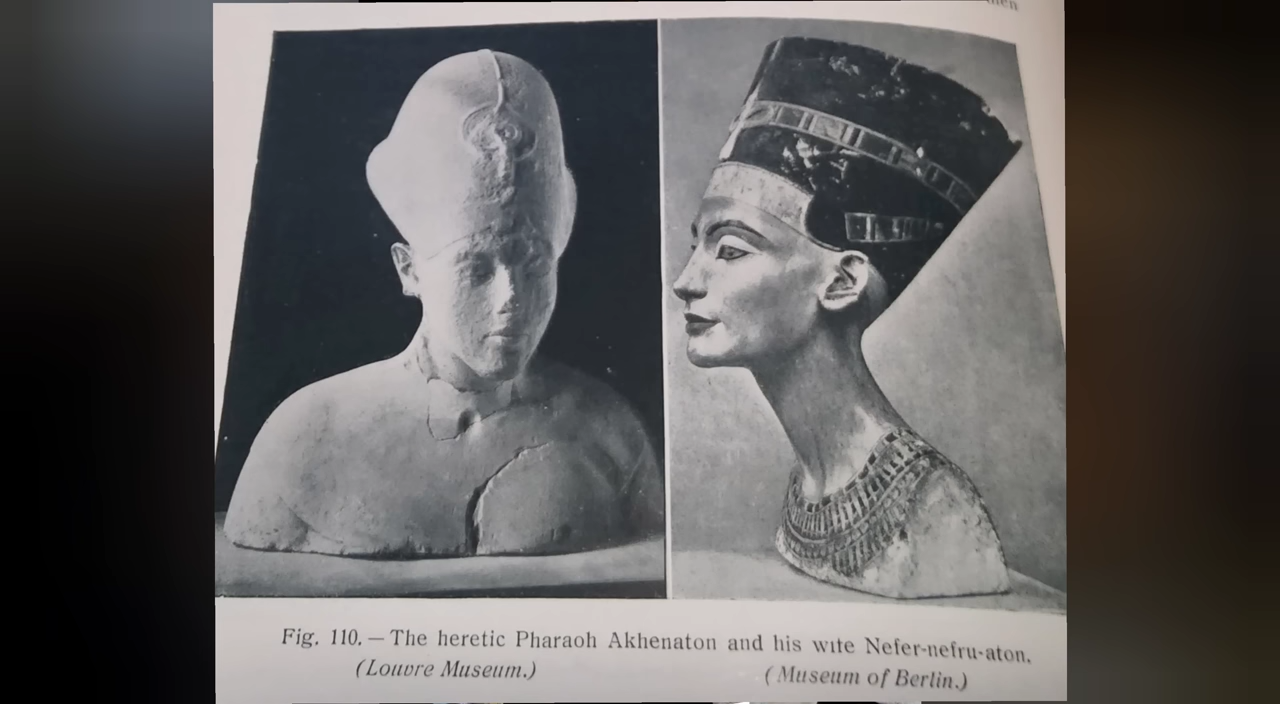 Fig. 110. — The heretic Pharaoh Akhenaton and his wite Nefer-nefru-aton.
(Louvre Museum.) (Museum of Berlin.)